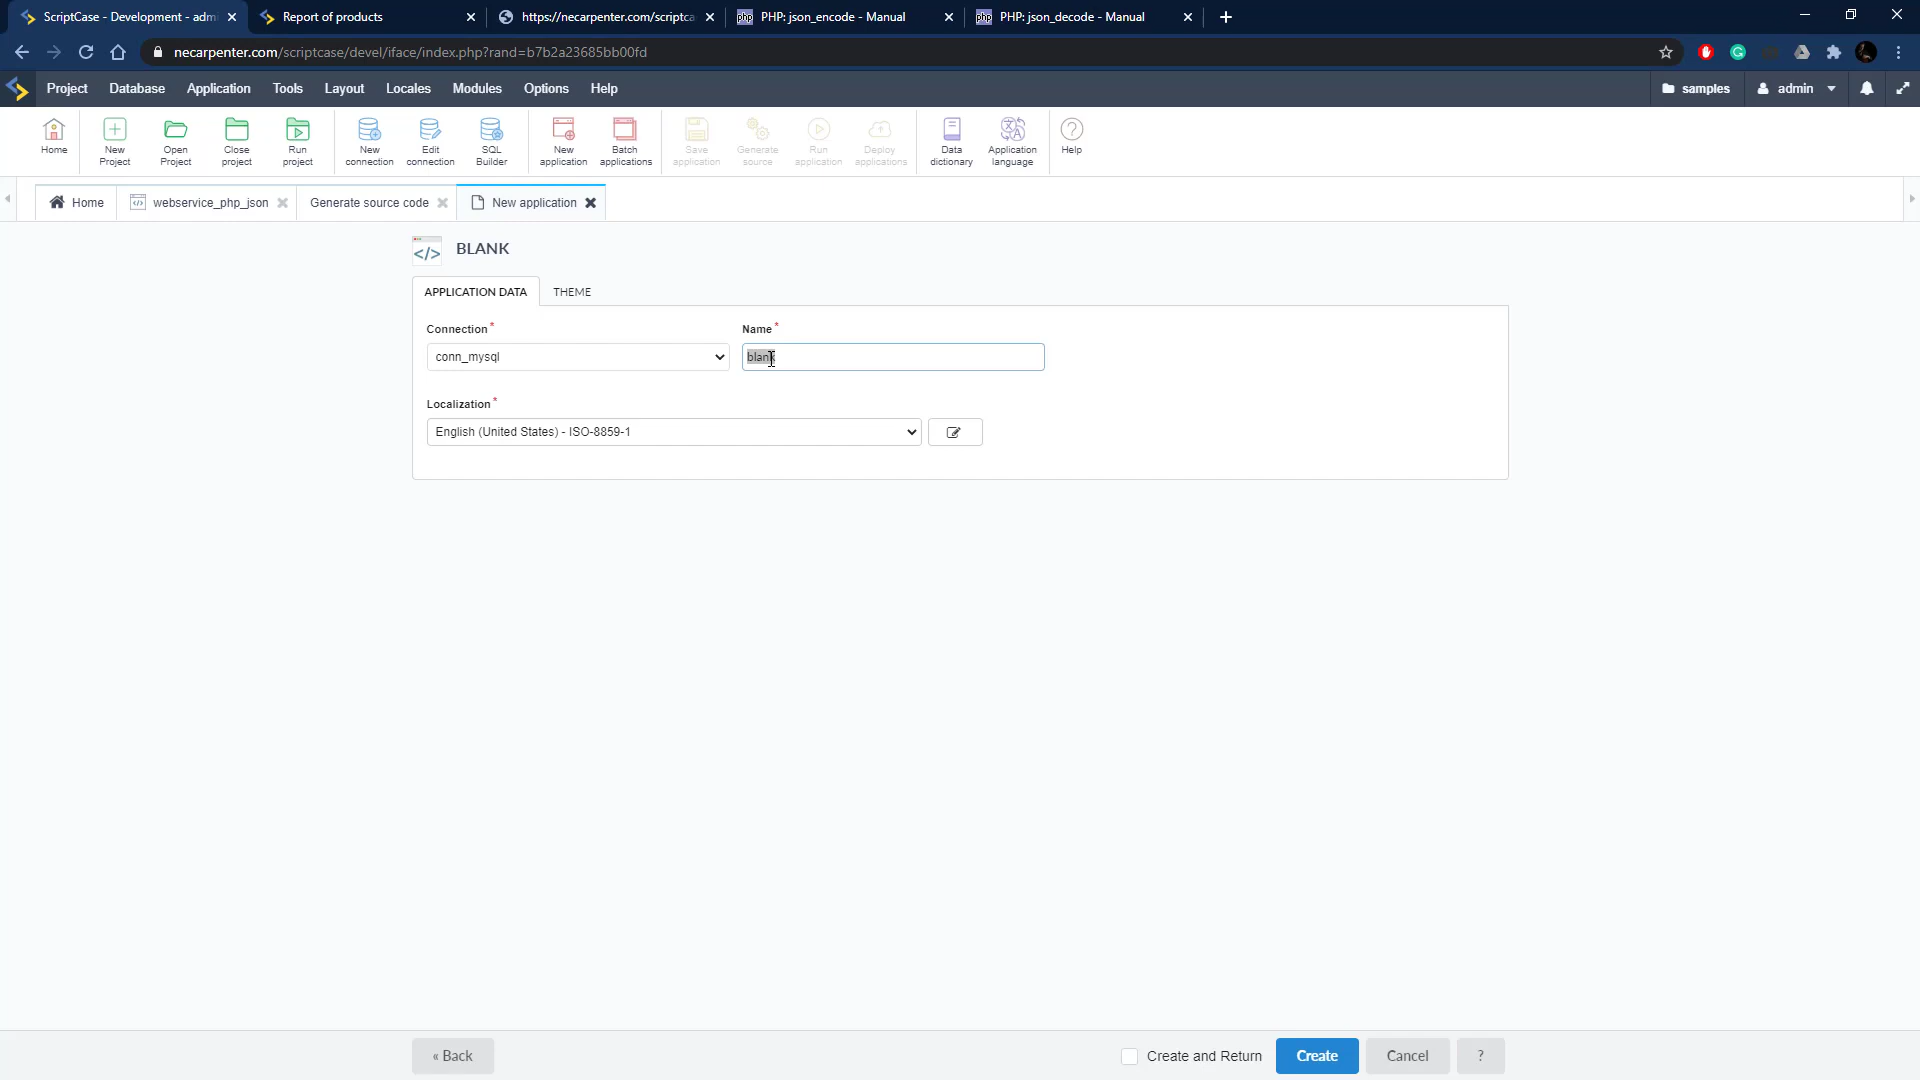 ScriptCase - Development - adm
Report of products
https://necarpenter.com/scriptca
php PHP: json_encode - Manual
php PHP: json_decode - Manual
necarpenter.com/scriptcase/devel/iface/index.php?rand=b7b2a23685bb00fd
Project Database Application Tools Layout Locales Modules Options Help samples admin
Home
New Project
Open Project
Close project
Run project
New connection
Edit connection
SQL Builder
New application
Batch applications
Save application
Generate source
Run application
Deploy applications
Data dictionary
Application language
Help
Home
webservice_php_json
Generate source code
New application
</> BLANK
APPLICATION DATA THEME
Connection * Name *
conn_mysql blank
Localization *
English (United States) - ISO-8859-1
« Back Create and Return Create Cancel ?